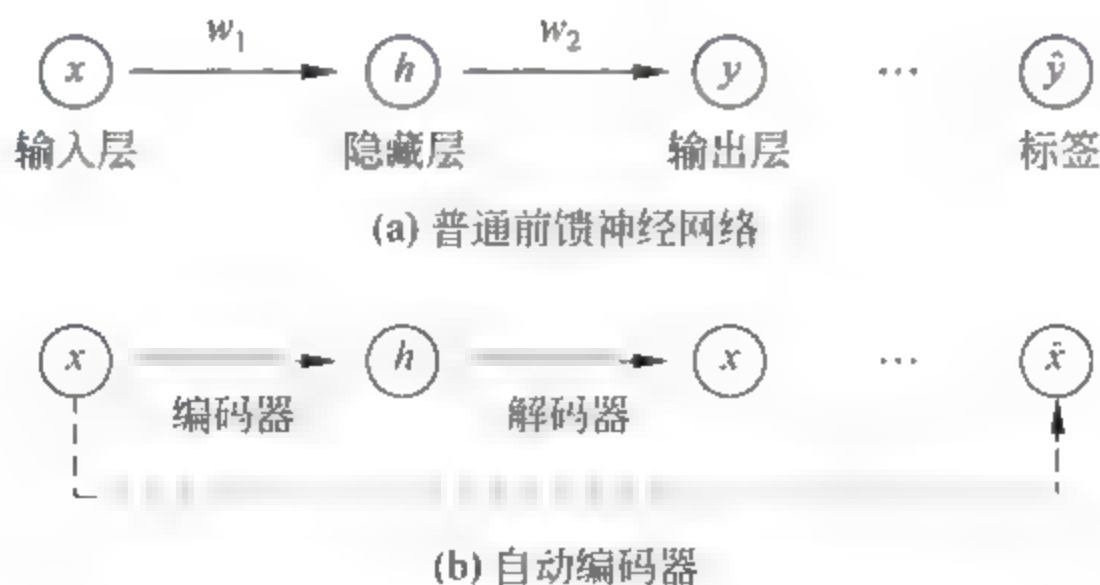 w₁ w₂
x h y … ŷ
输入层 隐藏层 输出层 标签
(a) 普通前馈神经网络
x h x … x̂
编码器 解码器
(b) 自动编码器